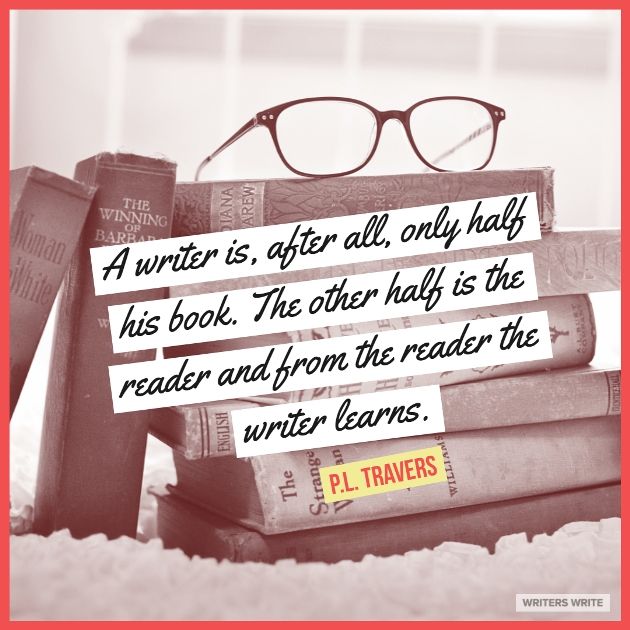 A writer is, after all, only half
his book. The other half is the
reader and from the reader the
writer learns.
P.L. TRAVERS
THE
WINNING
OF
Woman
White
DIANA
CAREW
ENGLISH
The
Strange
WILLIAMS
WRITERS WRITE